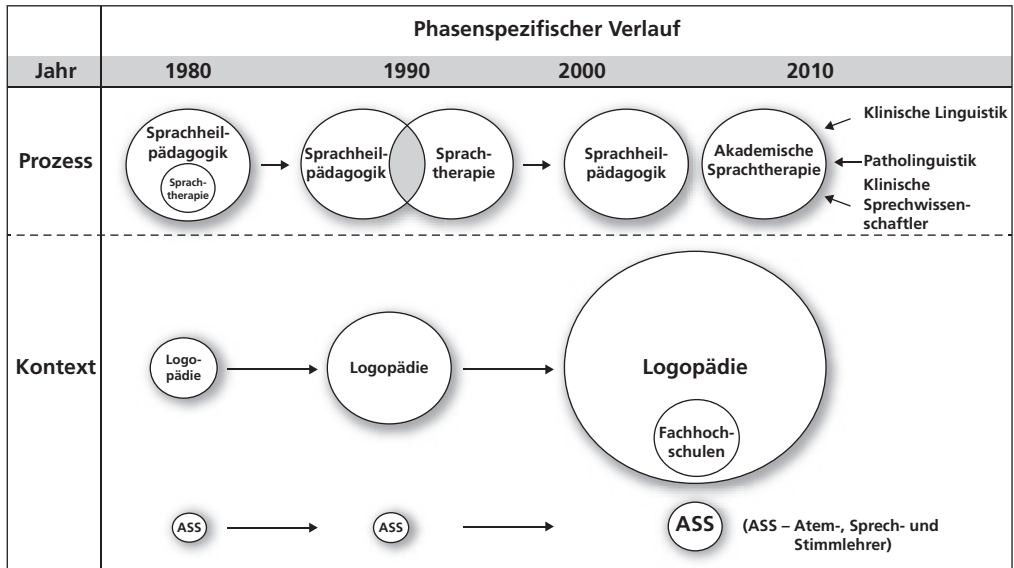 Phasenspezifischer Verlauf
Jahr
1980
1990
2000
2010
Prozess
Sprachheil-
pädagogik
Sprach-
therapie
Sprachheil-
pädagogik
Sprach-
therapie
Sprachheil-
pädagogik
Akademische
Sprachtherapie
Klinische Linguistik
Patholinguistik
Klinische
Sprechwissen-
schaftler
Kontext
Logo-
pädie
Logopädie
Logopädie
Fachhoch-
schulen
ASS
ASS
ASS
(ASS – Atem-, Sprech- und
Stimmlehrer)